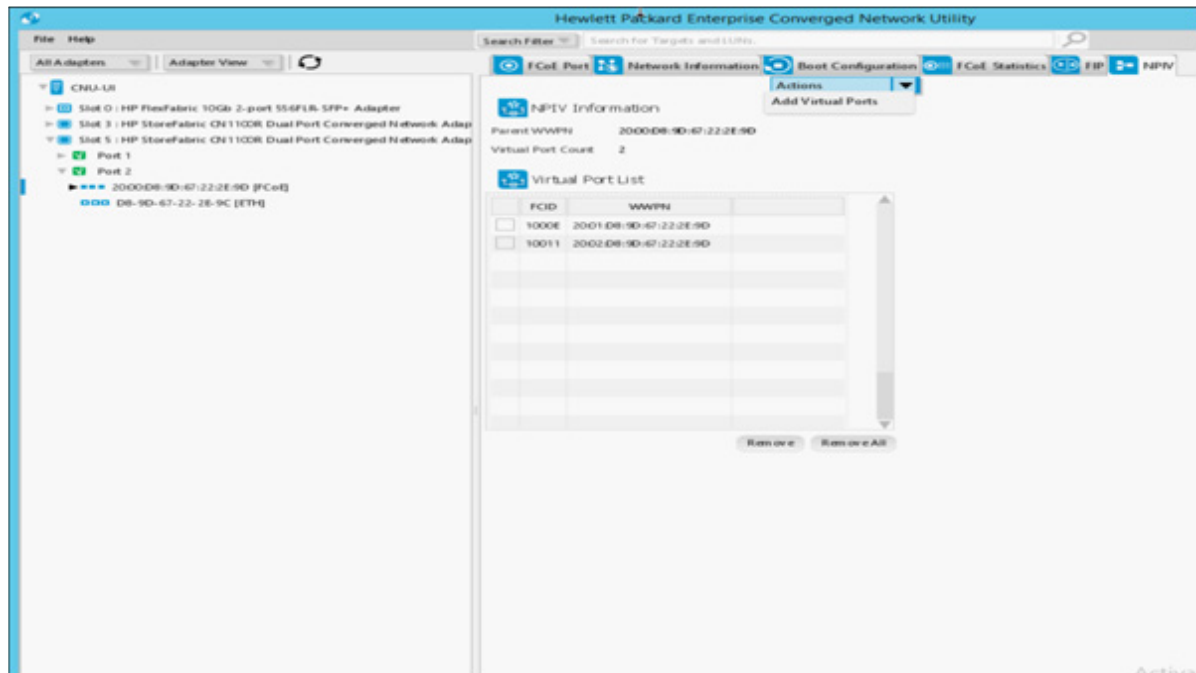 Hewlett Packard Enterprise Converged Network Utility
File Help
Search Filter Search for Targets and LUNs.
All Adapters Adapter View
FCoE Port Network Information Boot Configuration FCoE Statistics FIP NPIV
Actions
Add Virtual Ports
CNU-UI
Slot 0 : HP FlexFabric 10Gb 2-port 556FLR-SFP+ Adapter
Slot 3 : HP StoreFabric CN1100R Dual Port Converged Network Adap
Slot 5 : HP StoreFabric CN1100R Dual Port Converged Network Adap
Port 1
Port 2
20:00:D8:9D:67:22:2E:9D [FCoE]
D8-9D-67-22-2E-9C [ETH]
NPIV Information
Parent WWPN 20:00:D8:9D:67:22:2E:9D
Virtual Port Count 2
Virtual Port List
FCID WWPN
1000E 20:01:D8:9D:67:22:2E:9D
10011 20:02:D8:9D:67:22:2E:9D
Remove Remove All